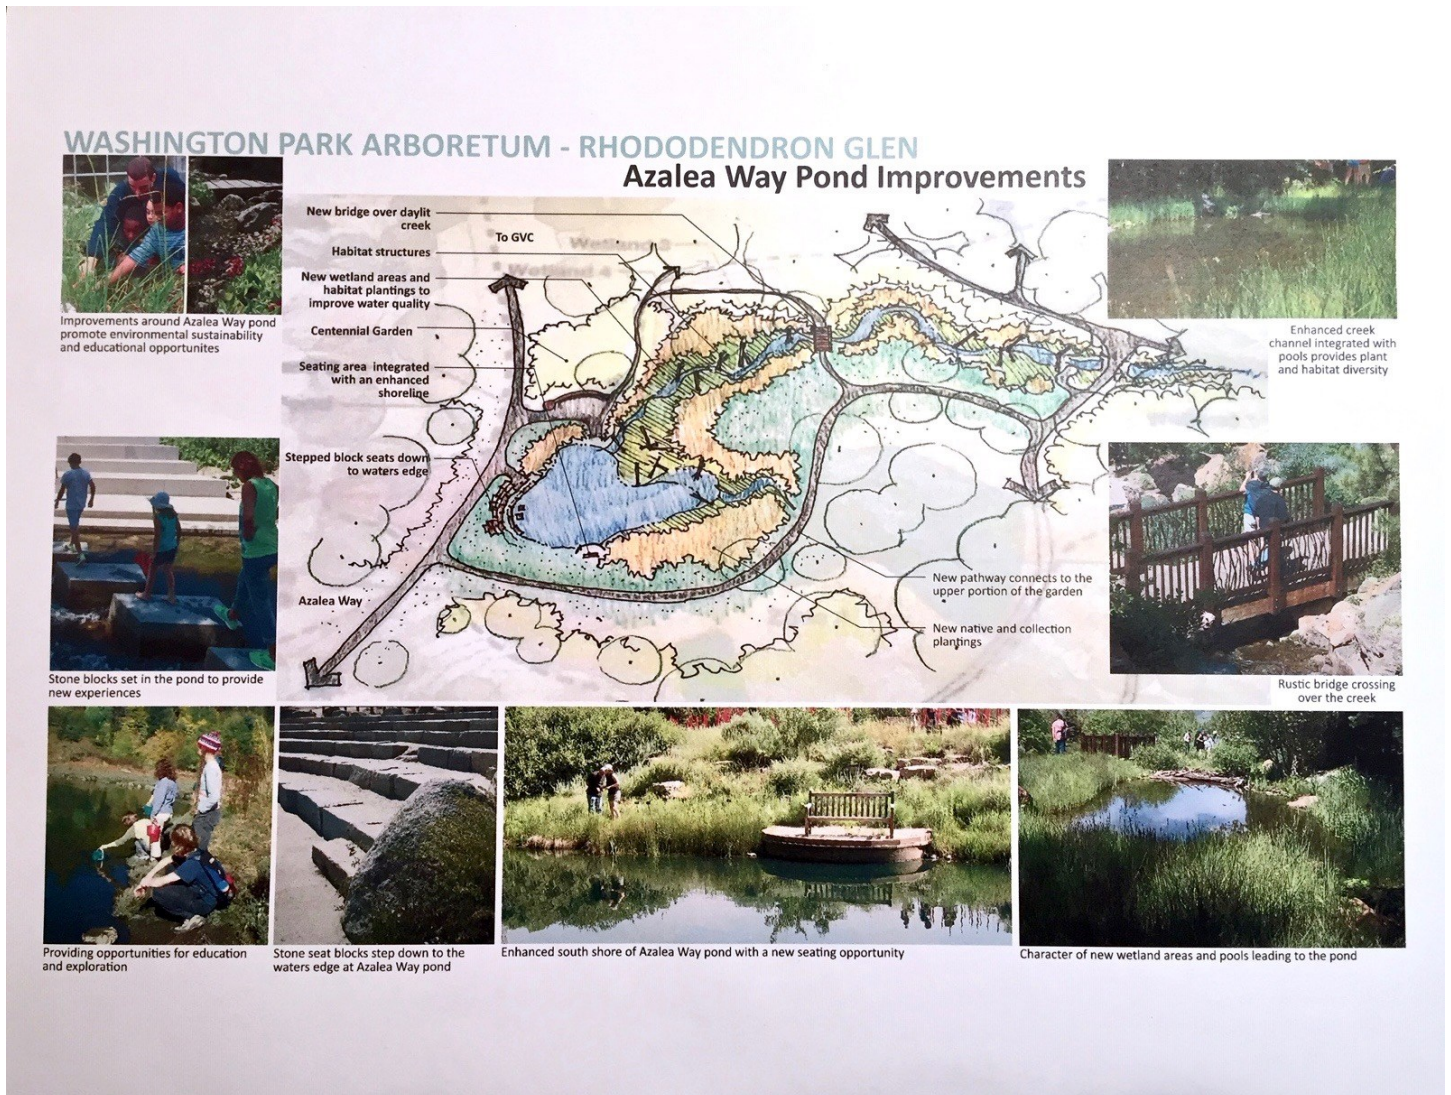 WASHINGTON PARK ARBORETUM - RHODODENDRON GLEN
Azalea Way Pond Improvements
New bridge over daylit
creek
To GVC
Wetland 3
Habitat structures
Wetland 4
New wetland areas and
habitat plantings to
improve water quality
Centennial Garden
Seating area integrated
with an enhanced
shoreline
Stepped block seats down
to waters edge
Azalea Way
New pathway connects to the
upper portion of the garden
New native and collection
plantings
Improvements around Azalea Way pond
promote environmental sustainability
and educational opportunites
Enhanced creek
channel integrated with
pools provides plant
and habitat diversity
Stone blocks set in the pond to provide
new experiences
Rustic bridge crossing
over the creek
Providing opportunities for education
and exploration
Stone seat blocks step down to the
waters edge at Azalea Way pond
Enhanced south shore of Azalea Way pond with a new seating opportunity
Character of new wetland areas and pools leading to the pond